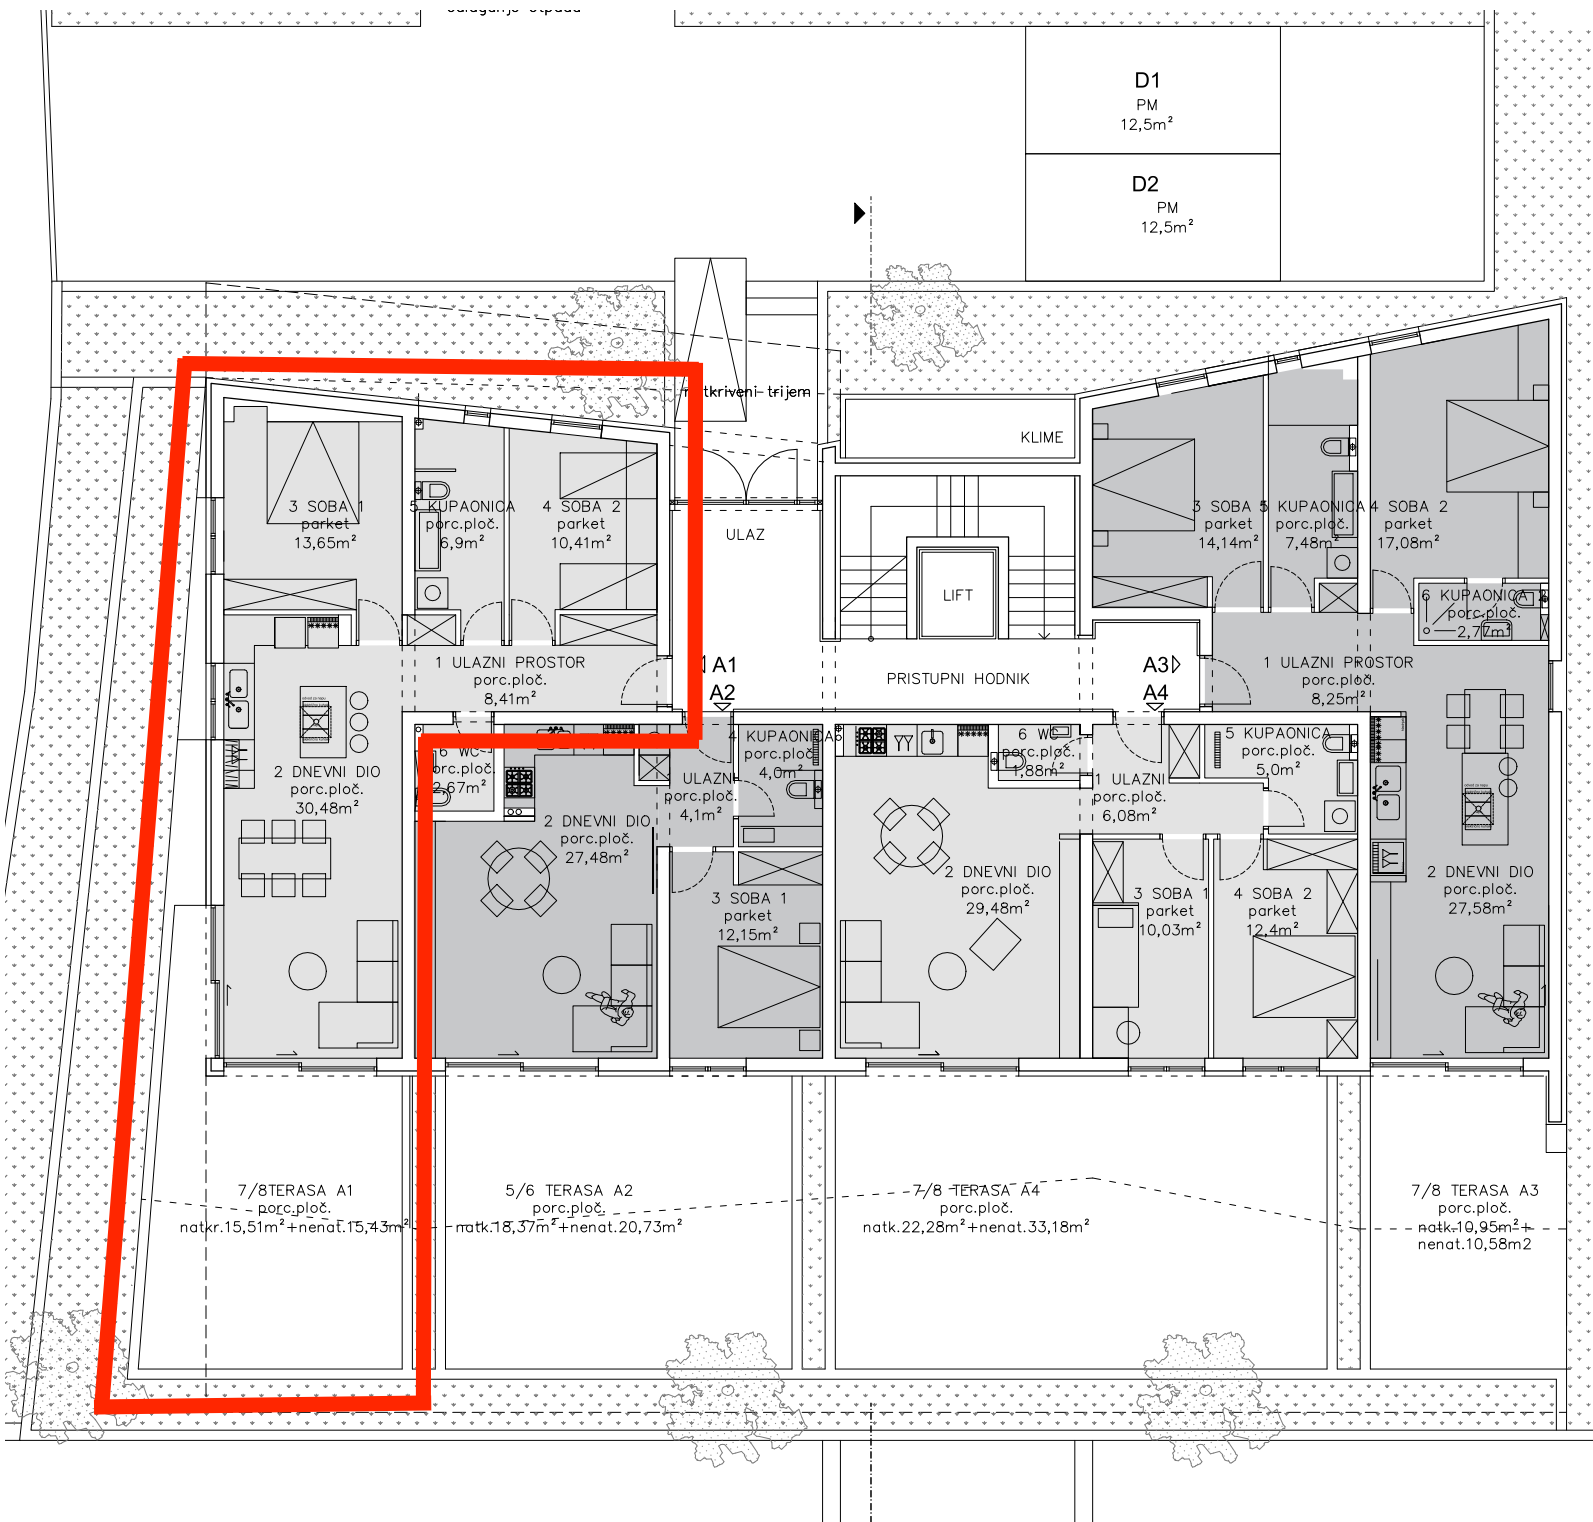 D1
PM
12,5m²
D2
PM
12,5m²
trijem
KLIME
ULAZ
LIFT
PRISTUPNI HODNIK
A1
A2
A3
A4
3 SOBA 1
parket
13,65m²
5 KUPAONICA
porc.ploč.
6,9m²
4 SOBA 2
parket
10,41m²
1 ULAZNI PROSTOR
porc.ploč.
8,41m²
2 DNEVNI DIO
porc.ploč.
30,48m²
6 WC
porc.ploč.
2,67m²
2 DNEVNI DIO
porc.ploč.
27,48m²
ULAZNI
porc.ploč.
4,1m²
4 KUPAONICA
porc.ploč.
4,0m²
3 SOBA 1
parket
12,15m²
6 WC
porc.ploč.
1,88m²
1 ULAZNI
porc.ploč.
6,08m²
5 KUPAONICA
porc.ploč.
5,0m²
2 DNEVNI DIO
porc.ploč.
29,48m²
3 SOBA 1
parket
10,03m²
4 SOBA 2
parket
12,4m²
3 SOBA 1
parket
14,14m²
5 KUPAONICA
porc.ploč.
7,48m²
4 SOBA 2
parket
17,08m²
6 KUPAONICA 2
porc.ploč.
2,77m²
1 ULAZNI PROSTOR
porc.ploč.
8,25m²
2 DNEVNI DIO
porc.ploč.
27,58m²
7/8TERASA A1
porc.ploč.
natkr.15,51m²+nenat.15,43m²
5/6 TERASA A2
porc.ploč.
natk.18,37m²+nenat.20,73m²
7/8 TERASA A4
porc.ploč.
natk.22,28m²+nenat.33,18m²
7/8 TERASA A3
porc.ploč.
natk.10,95m²+
nenat.10,58m2